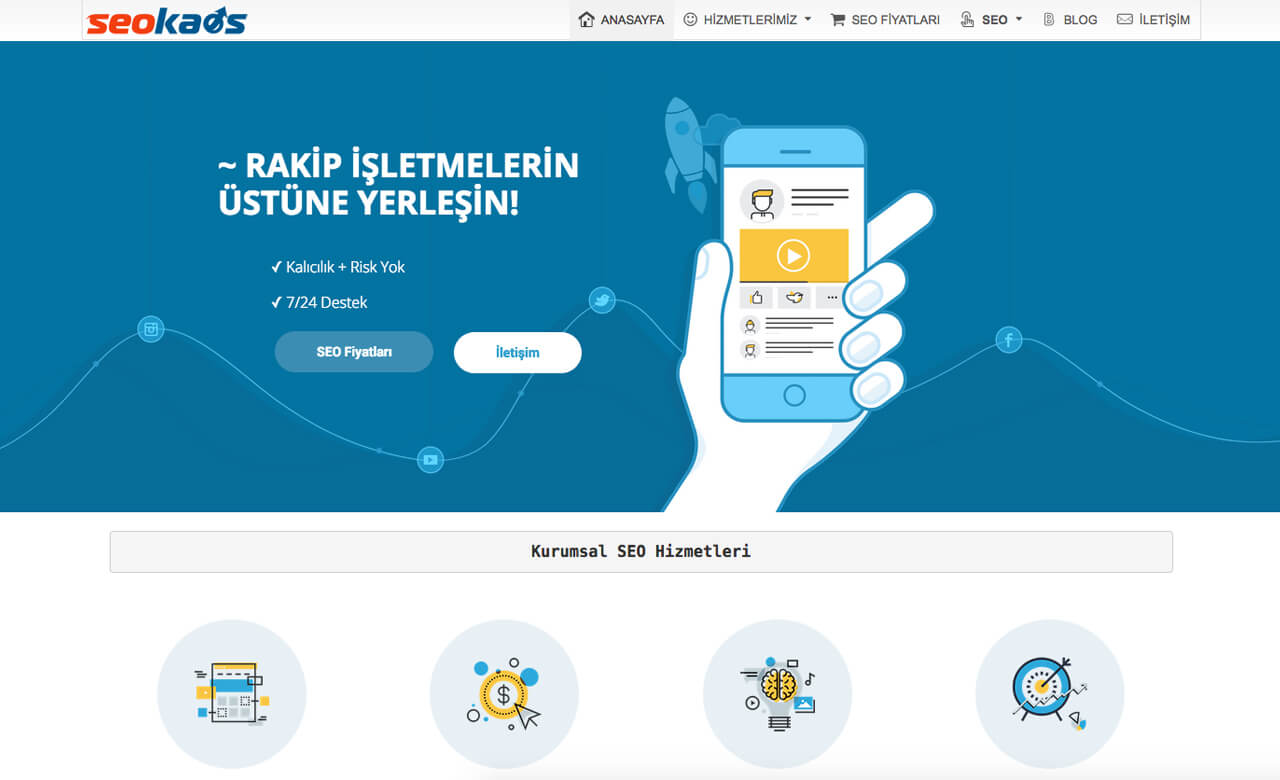 seokaos
ANASAYFA
HİZMETLERİMİZ
SEO FİYATLARI
SEO
BLOG
İLETİŞİM
~ RAKİP İŞLETMELERİN
ÜSTÜNE YERLEŞİN!
✓ Kalıcılık + Risk Yok
✓ 7/24 Destek
SEO Fiyatları
İletişim
Kurumsal SEO Hizmetleri